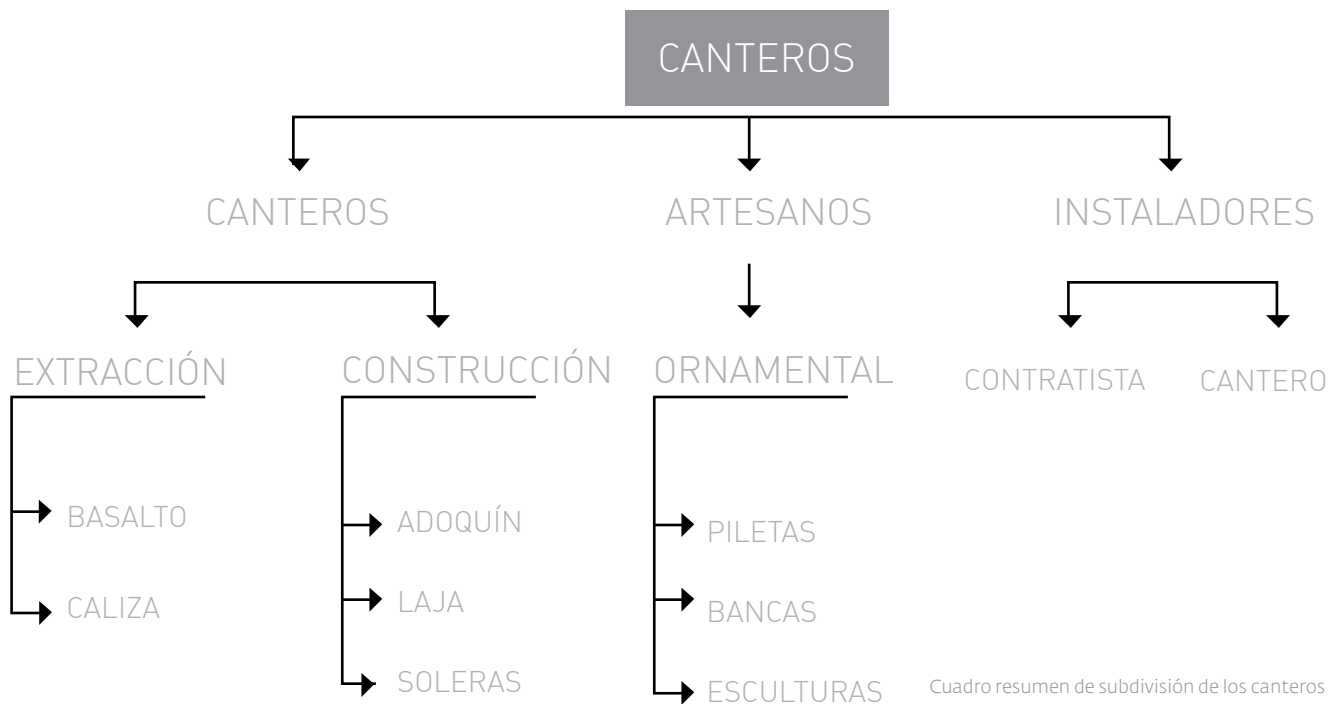 CANTEROS
CANTEROS
ARTESANOS
INSTALADORES
EXTRACCIÓN
CONSTRUCCIÓN
ORNAMENTAL
CONTRATISTA
CANTERO
BASALTO
CALIZA
ADOQUÍN
LAJA
SOLERAS
PILETAS
BANCAS
ESCULTURAS
Cuadro resumen de subdivisión de los canteros